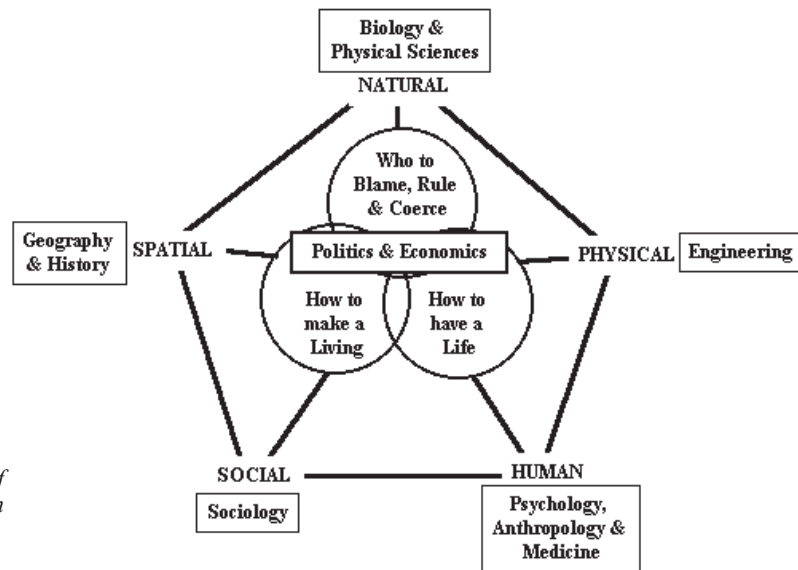 Biology &
Physical Sciences
NATURAL
Who to
Blame, Rule
& Coerce
Geography
& History
SPATIAL
Politics & Economics
PHYSICAL
Engineering
How to
make a
Living
How to
have a
Life
SOCIAL
Sociology
HUMAN
Psychology,
Anthropology &
Medicine